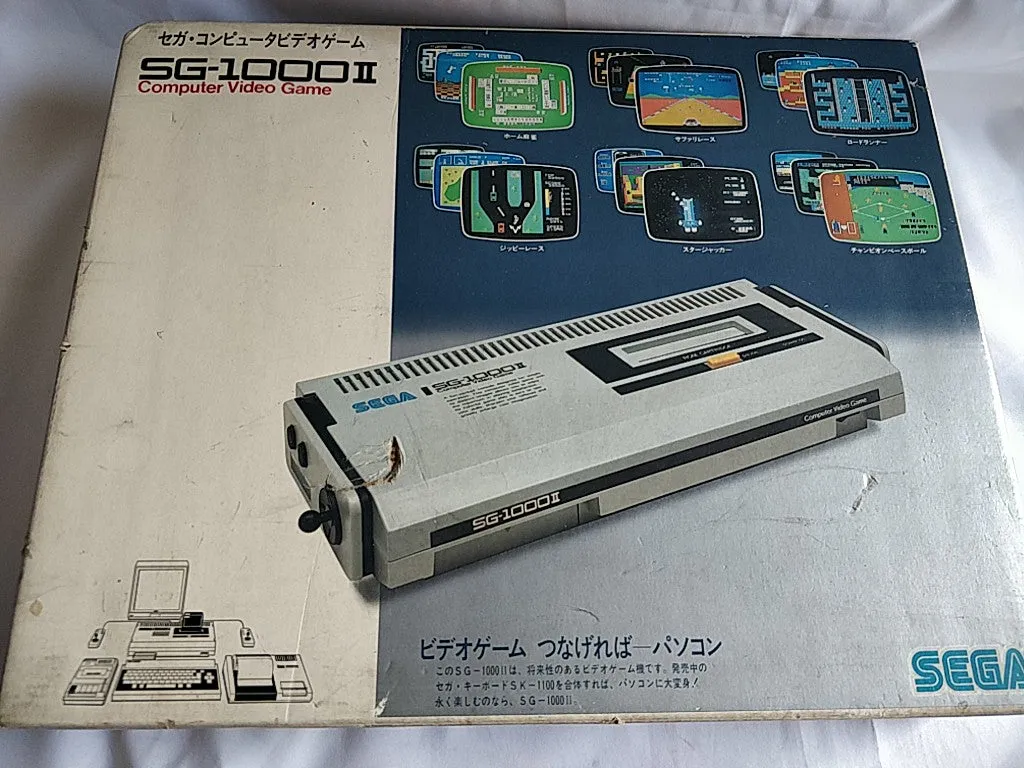 セガ・コンピュータビデオゲーム
SG-1000II
Computer Video Game
ホーム麻雀
サファリレース
ロードランナー
ジッピーレース
スタージャッカー
チャンピオンベースボール
SEGA
SG-1000II
Computer Video Game
SG-1000II
Computer Video Game
ビデオゲーム つなげれば―パソコン
このSG-1000IIは、将来性のあるビデオゲーム機です。発売中の
セガ・キーボードSK-1100を合体すれば、パソコンに大変身!
永く楽しむのなら、SG-1000II。
SEGA